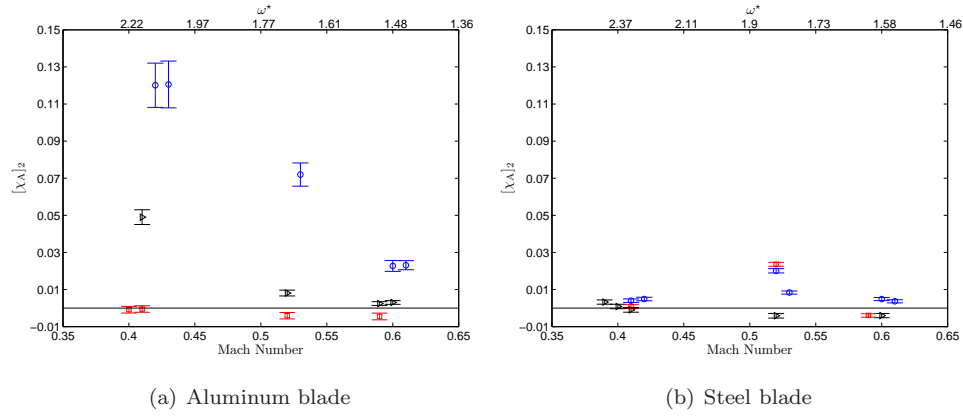 ω* ω*
2.22 1.97 1.77 1.61 1.48 1.36 2.37 2.11 1.9 1.73 1.58 1.46
0.15 0.15
0.13 0.13
0.11 0.11
0.09 0.09
[χA]2 [χA]2
0.07 0.07
0.05 0.05
0.03 0.03
0.01 0.01
−0.01 −0.01
0.35 0.4 0.45 0.5 0.55 0.6 0.65 0.35 0.4 0.45 0.5 0.55 0.6 0.65
Mach Number Mach Number
(a) Aluminum blade (b) Steel blade